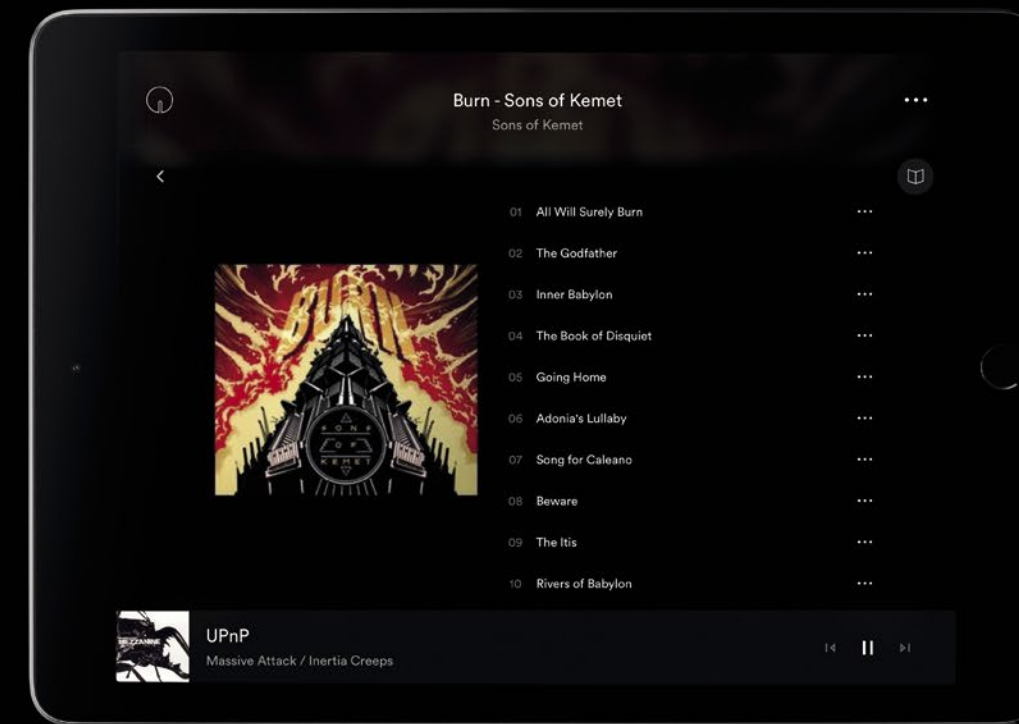 Burn - Sons of Kemet
Sons of Kemet
01 All Will Surely Burn
02 The Godfather
03 Inner Babylon
04 The Book of Disquiet
05 Going Home
06 Adonia's Lullaby
07 Song for Caleano
08 Beware
09 The Itis
10 Rivers of Babylon
BURN
SONS
OF
KEMET
MEZZANINE
UPnP
Massive Attack / Inertia Creeps